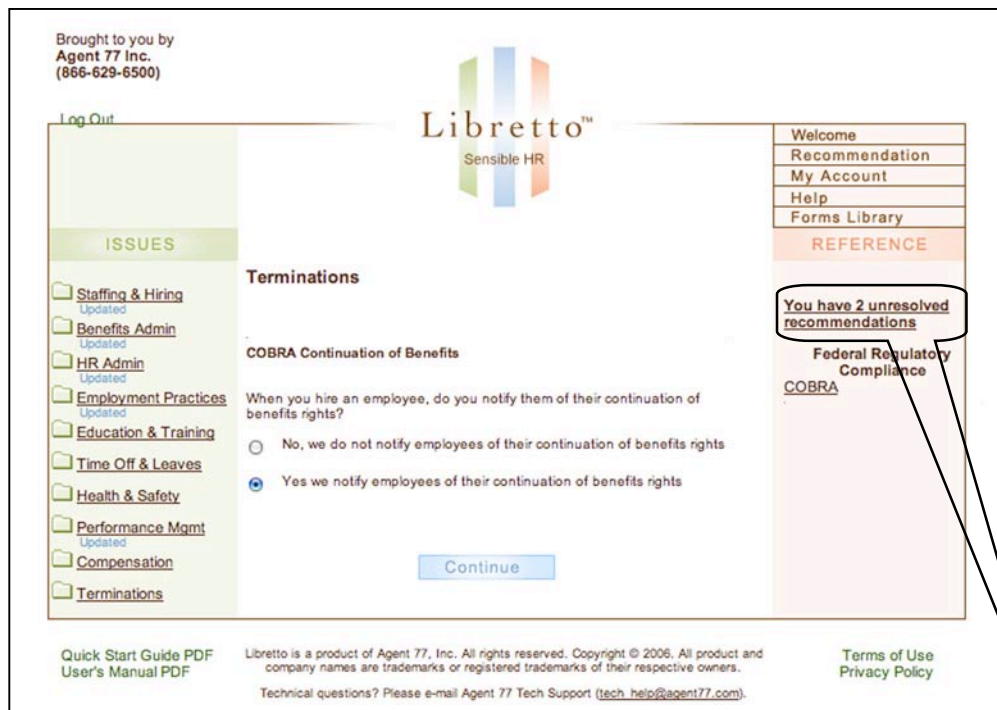 Brought to you by
Agent 77 Inc.
(866-629-6500)
Log Out
Libretto™
Sensible HR
Welcome
Recommendation
My Account
Help
Forms Library
ISSUES
Staffing & Hiring
Updated
Benefits Admin
Updated
HR Admin
Updated
Employment Practices
Updated
Education & Training
Time Off & Leaves
Health & Safety
Performance Mgmt
Updated
Compensation
Terminations
Terminations
COBRA Continuation of Benefits
When you hire an employee, do you notify them of their continuation of
benefits rights?
No, we do not notify employees of their continuation of benefits rights
Yes we notify employees of their continuation of benefits rights
Continue
REFERENCE
You have 2 unresolved
recommendations
Federal Regulatory
Compliance
COBRA
Quick Start Guide PDF
User's Manual PDF
Libretto is a product of Agent 77, Inc. All rights reserved. Copyright © 2006. All product and
company names are trademarks or registered trademarks of their respective owners.
Technical questions? Please e-mail Agent 77 Tech Support (tech_help@agent77.com).
Terms of Use
Privacy Policy